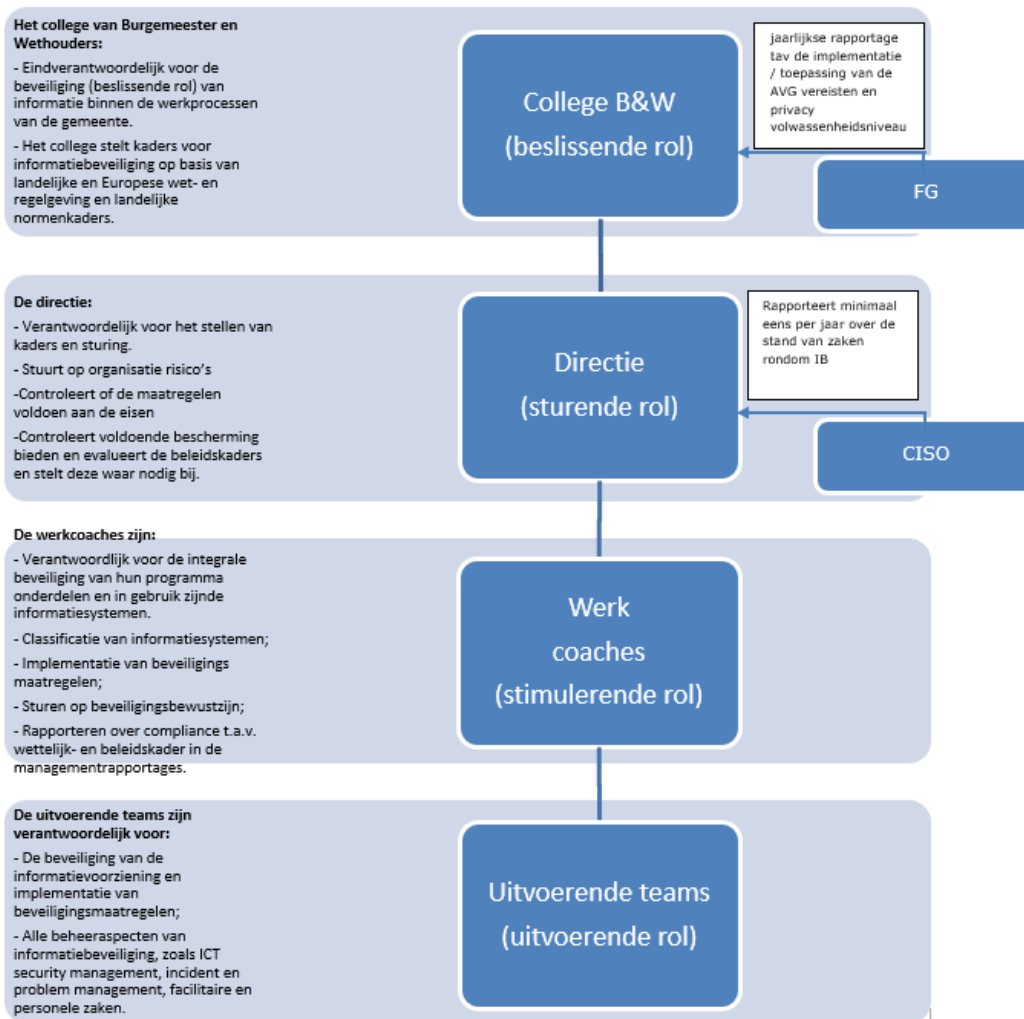 Het college van Burgemeester en
Wethouders:
- Eindverantwoordelijk voor de
beveiliging (beslissende rol) van
informatie binnen de werkprocessen
van de gemeente.
- Het college stelt kaders voor
informatiebeveiliging op basis van
landelijke en Europese wet- en
regelgeving en landelijke
normenkaders.
College B&W
(beslissende rol)
jaarlijkse rapportage
tav de implementatie
/ toepassing van de
AVG vereisten en
privacy
volwassenheidsniveau
FG
De directie:
- Verantwoordelijk voor het stellen van
kaders en sturing.
- Stuurt op organisatie risico's
-Controleert of de maatregelen
voldoen aan de eisen
-Controleert voldoende bescherming
bieden en evalueert de beleidskaders
en stelt deze waar nodig bij.
Directie
(sturende rol)
Rapporteert minimaal
eens per jaar over de
stand van zaken
rondom IB
CISO
De werkcoaches zijn:
- Verantwoordlijk voor de integrale
beveiliging van hun programma
onderdelen en in gebruik zijnde
informatiesystemen.
- Classificatie van informatiesystemen;
- Implementatie van beveiligings
maatregelen;
- Sturen op beveiligingsbewustzijn;
- Rapporteren over compliance t.a.v.
wettelijk- en beleidskader in de
managementrapportages.
Werk
coaches
(stimulerende rol)
De uitvoerende teams zijn
verantwoordelijk voor:
- De beveiliging van de
informatievoorziening en
implementatie van
beveiligingsmaatregelen;
- Alle beheeraspecten van
informatiebeveiliging, zoals ICT
security management, incident en
problem management, facilitaire en
personele zaken.
Uitvoerende teams
(uitvoerende rol)